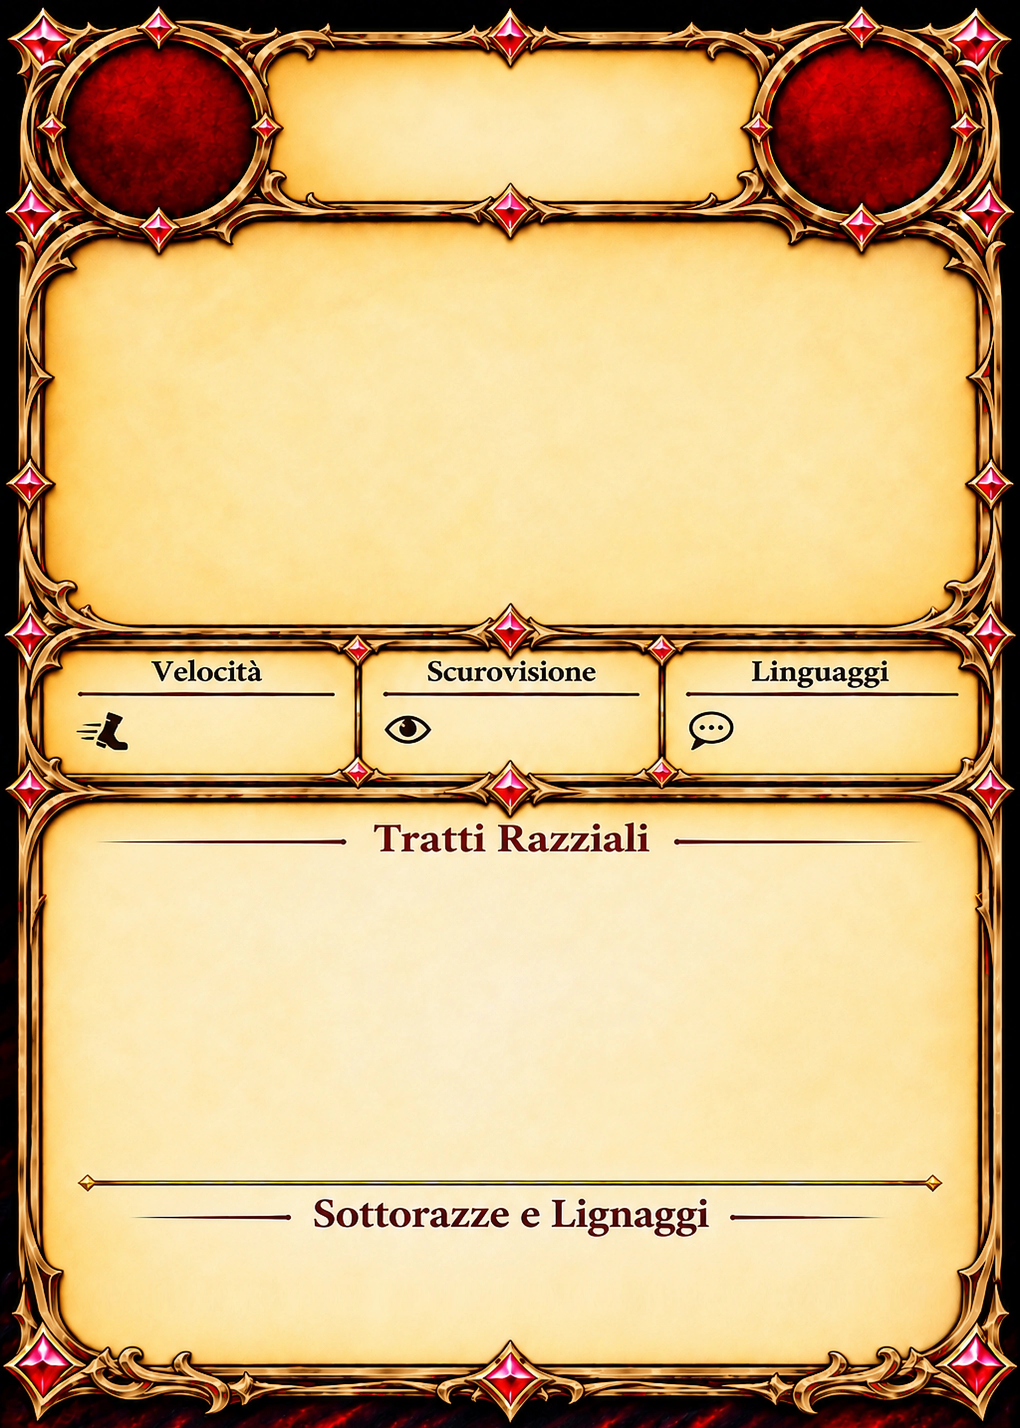 Velocità
Scurovisione
Linguaggi
Tratti Razziali
Sottorazze e Lignaggi